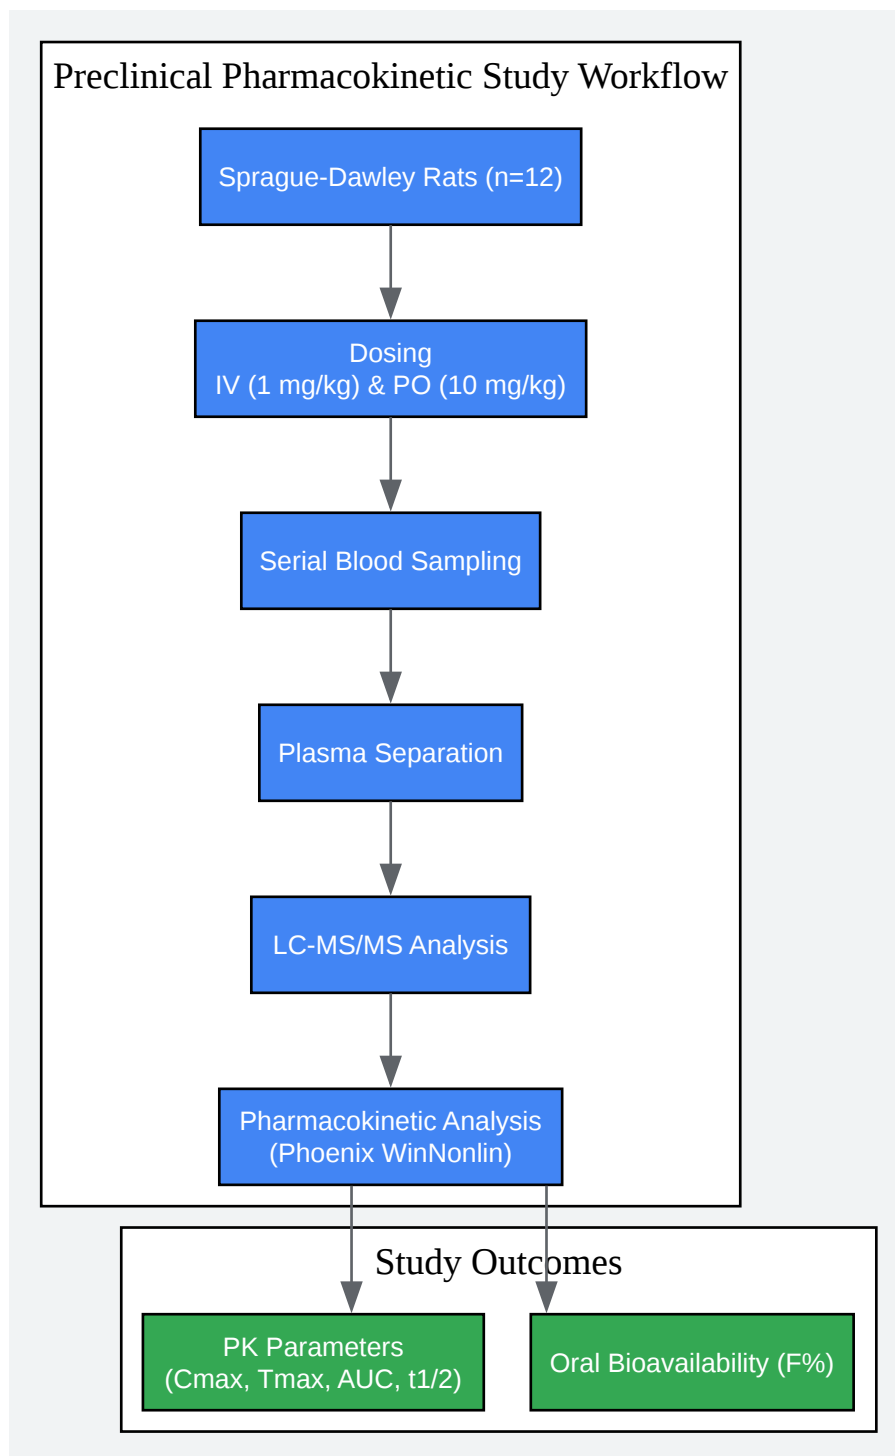 Preclinical Pharmacokinetic Study Workflow
Sprague-Dawley Rats (n=12)
Dosing
IV (1 mg/kg) & PO (10 mg/kg)
Serial Blood Sampling
Plasma Separation
LC-MS/MS Analysis
Pharmacokinetic Analysis
(Phoenix WinNonlin)
Study Outcomes
PK Parameters
(Cmax, Tmax, AUC, t1/2)
Oral Bioavailability (F%)